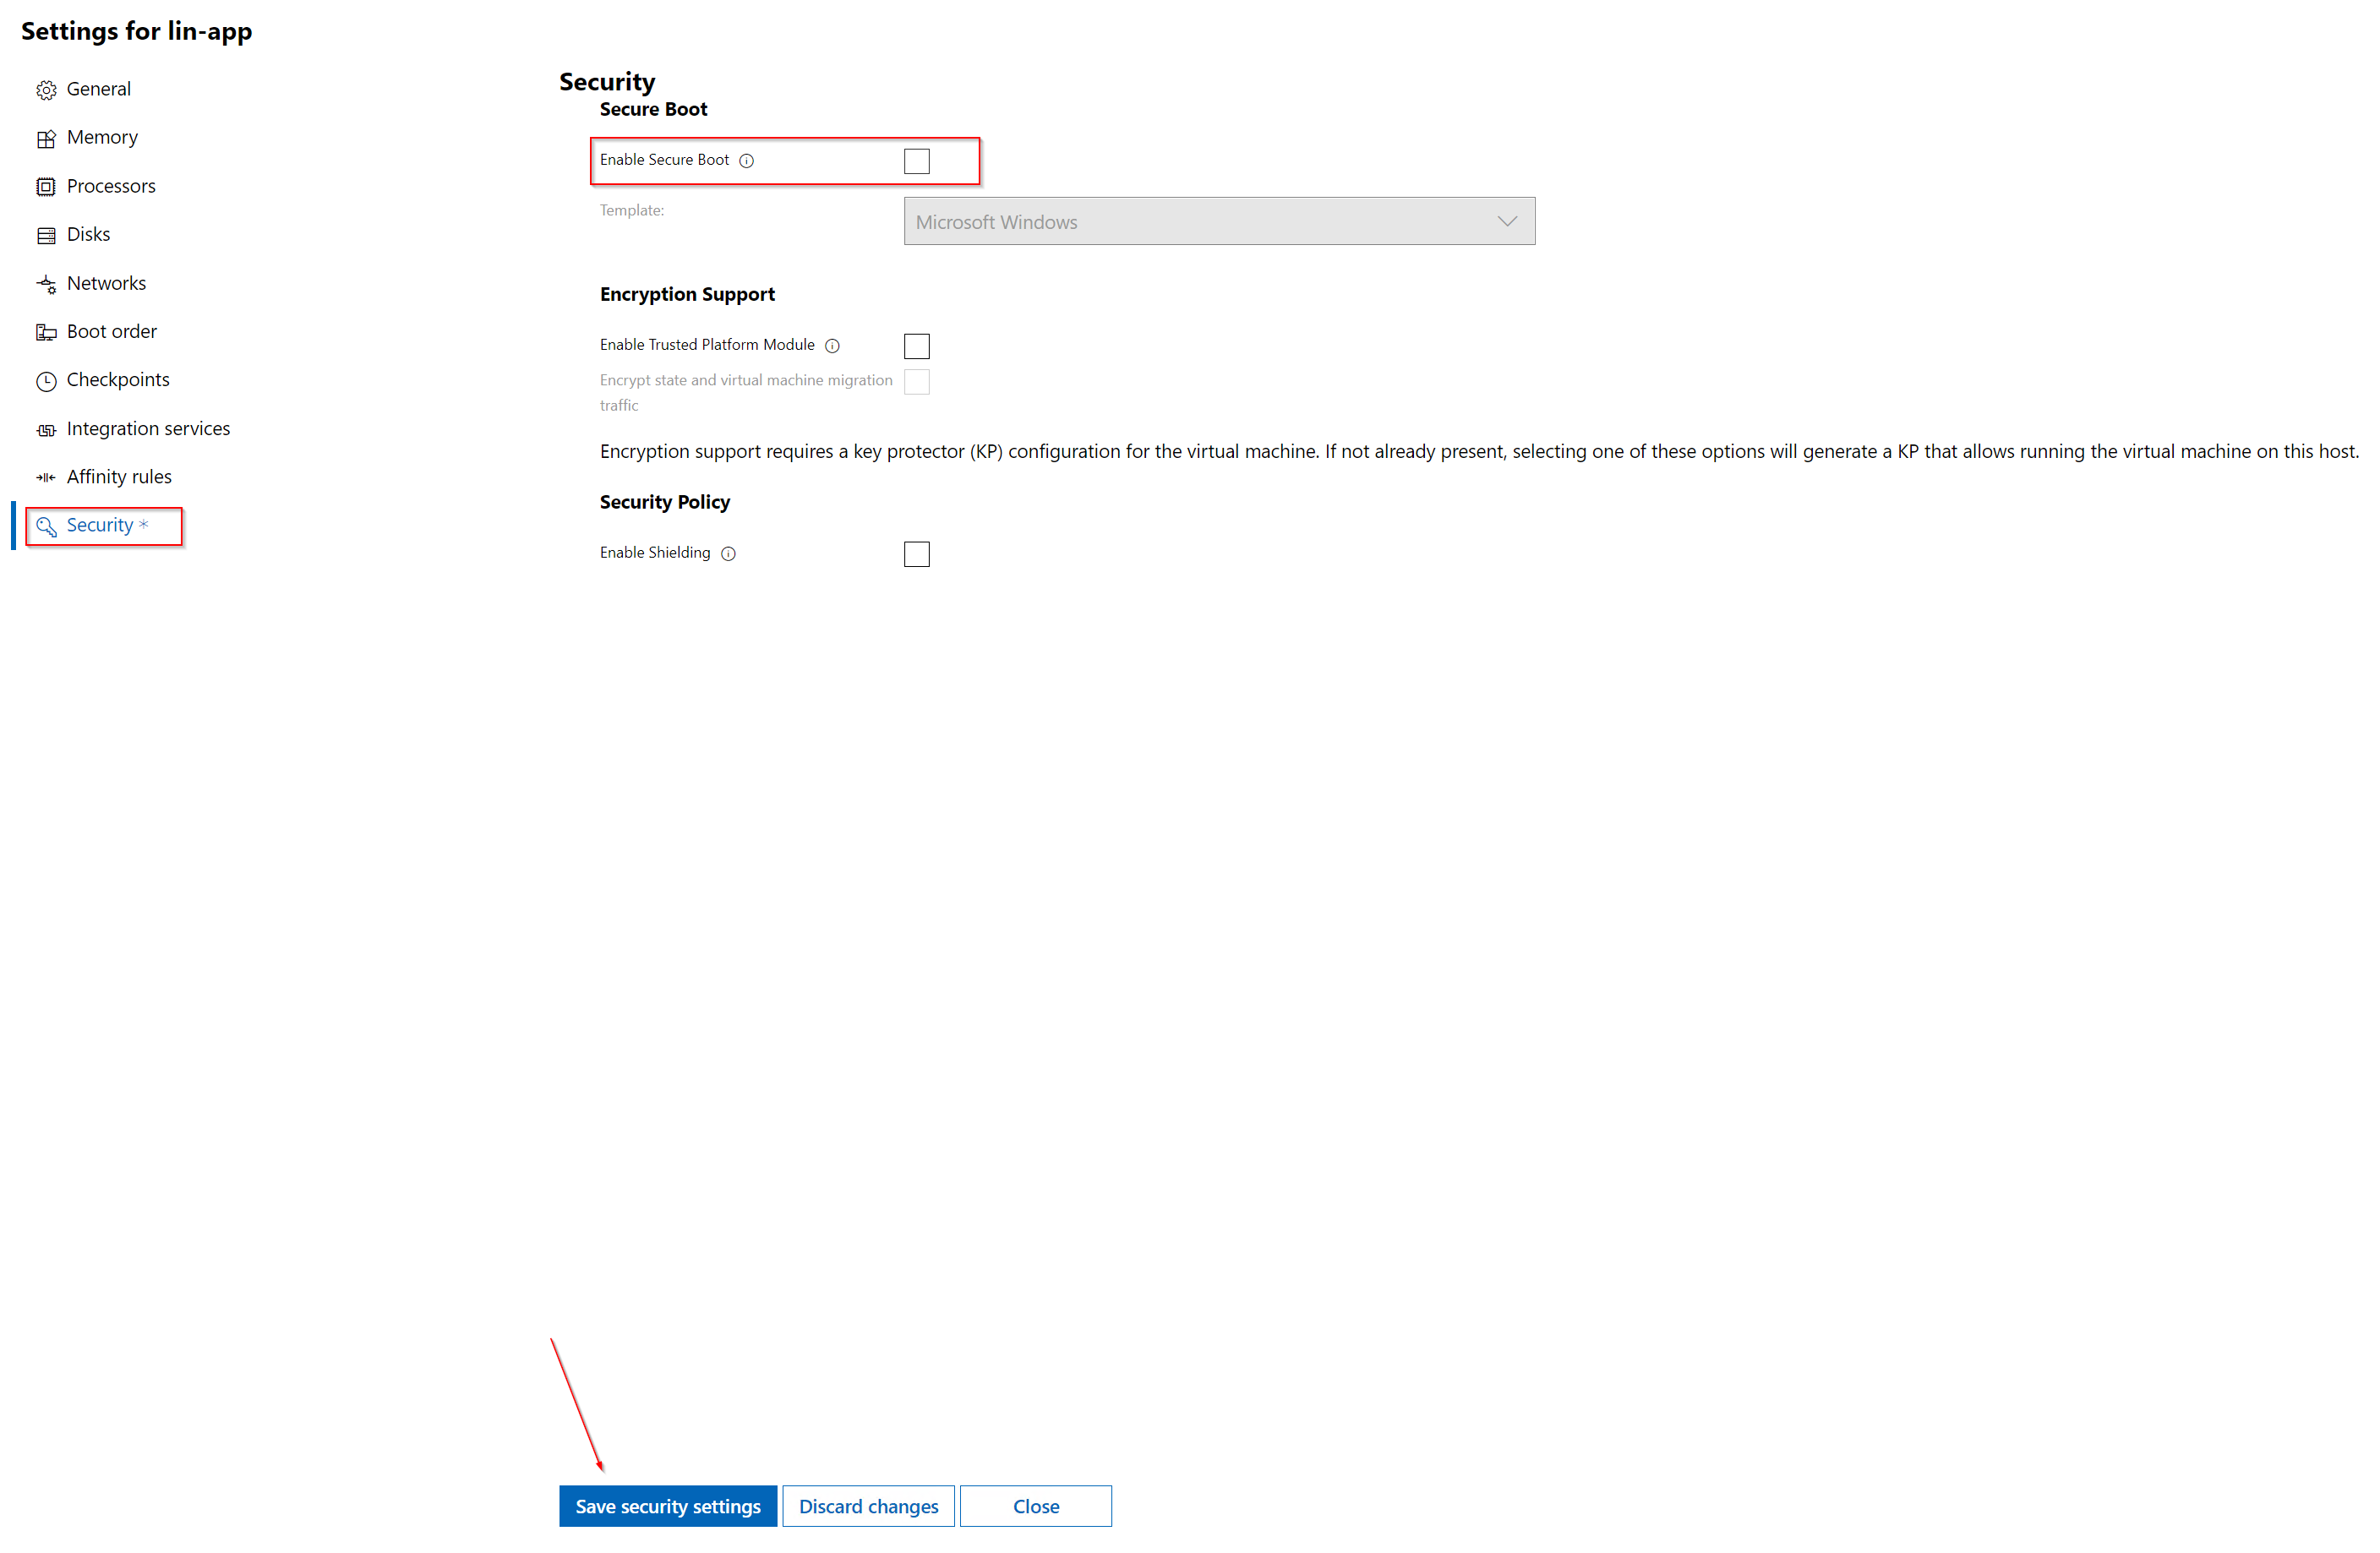 Settings for lin-app
General
Memory
Processors
Disks
Networks
Boot order
Checkpoints
Integration services
Affinity rules
Security *
Security
Secure Boot
Enable Secure Boot
Template:
Microsoft Windows
Encryption Support
Enable Trusted Platform Module
Encrypt state and virtual machine migration
traffic
Encryption support requires a key protector (KP) configuration for the virtual machine. If not already present, selecting one of these options will generate a KP that allows running the virtual machine on this host.
Security Policy
Enable Shielding
Save security settings
Discard changes
Close